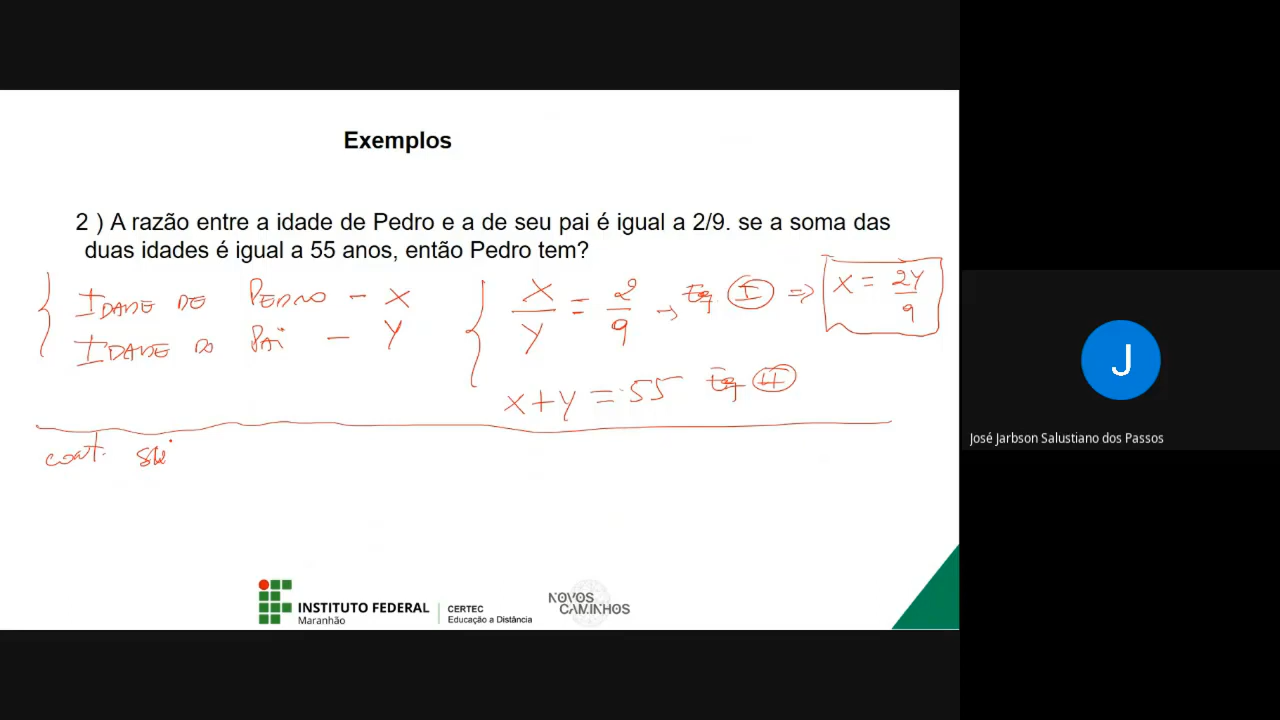 Exemplos
2 ) A razão entre a idade de Pedro e a de seu pai é igual a 2/9. se a soma das
duas idades é igual a 55 anos, então Pedro tem?
IDADE DE PEDRO - X
IDADE DO PAI - Y
X/Y = 2/9 → Eq I ⇒ X = 2Y/9
x+y = 55 Eq II
cont.
INSTITUTO FEDERAL
Maranhão
CERTEC
Educação a Distância
NOVOS
CAMINHOS
J
José Jarbson Salustiano dos Passos